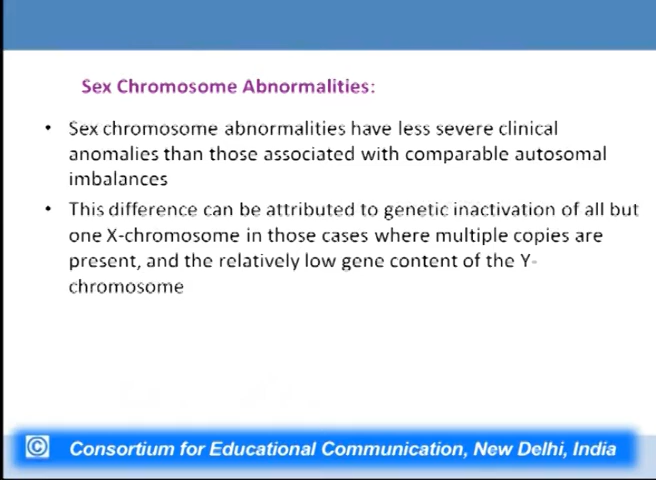 Sex Chromosome Abnormalities:
• Sex chromosome abnormalities have less severe clinical
anomalies than those associated with comparable autosomal
imbalances
• This difference can be attributed to genetic inactivation of all but
one X-chromosome in those cases where multiple copies are
present, and the relatively low gene content of the Y-
chromosome
© Consortium for Educational Communication, New Delhi, India